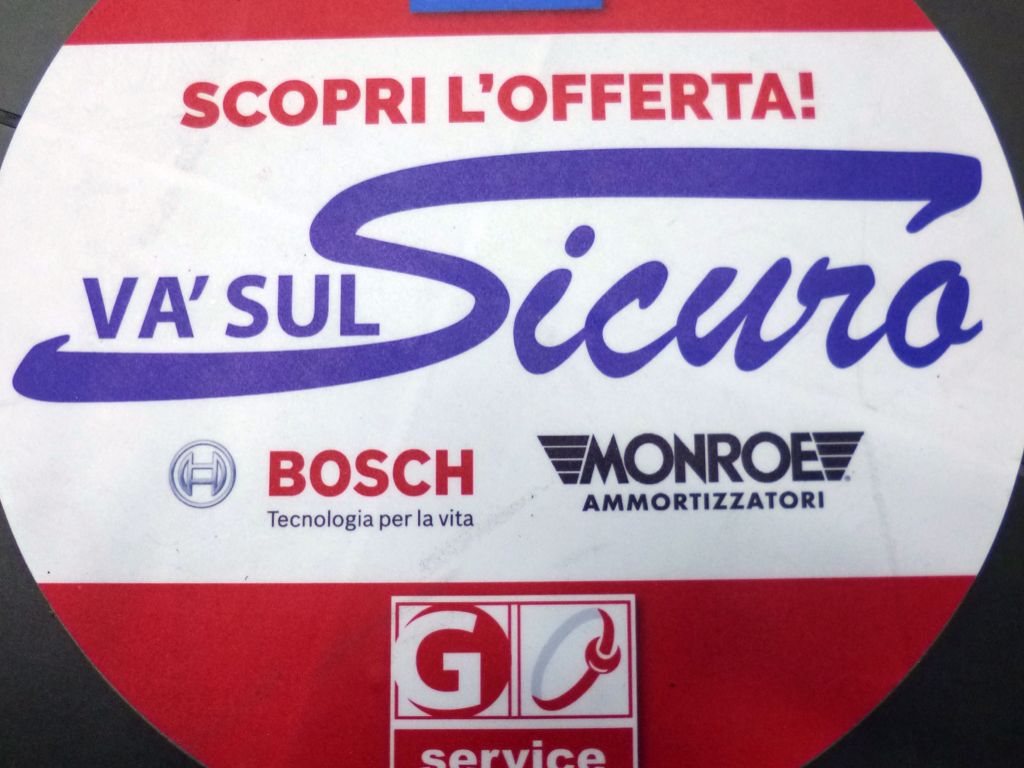 SCOPRI L'OFFERTA!
VA' SUL Sicuro
BOSCH
Tecnologia per la vita
MONROE
AMMORTIZZATORI
G
service